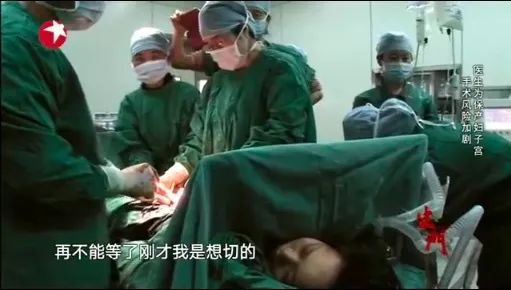 医生为保产妇子宫
手术风险加剧
再不能等了刚才我是想切的